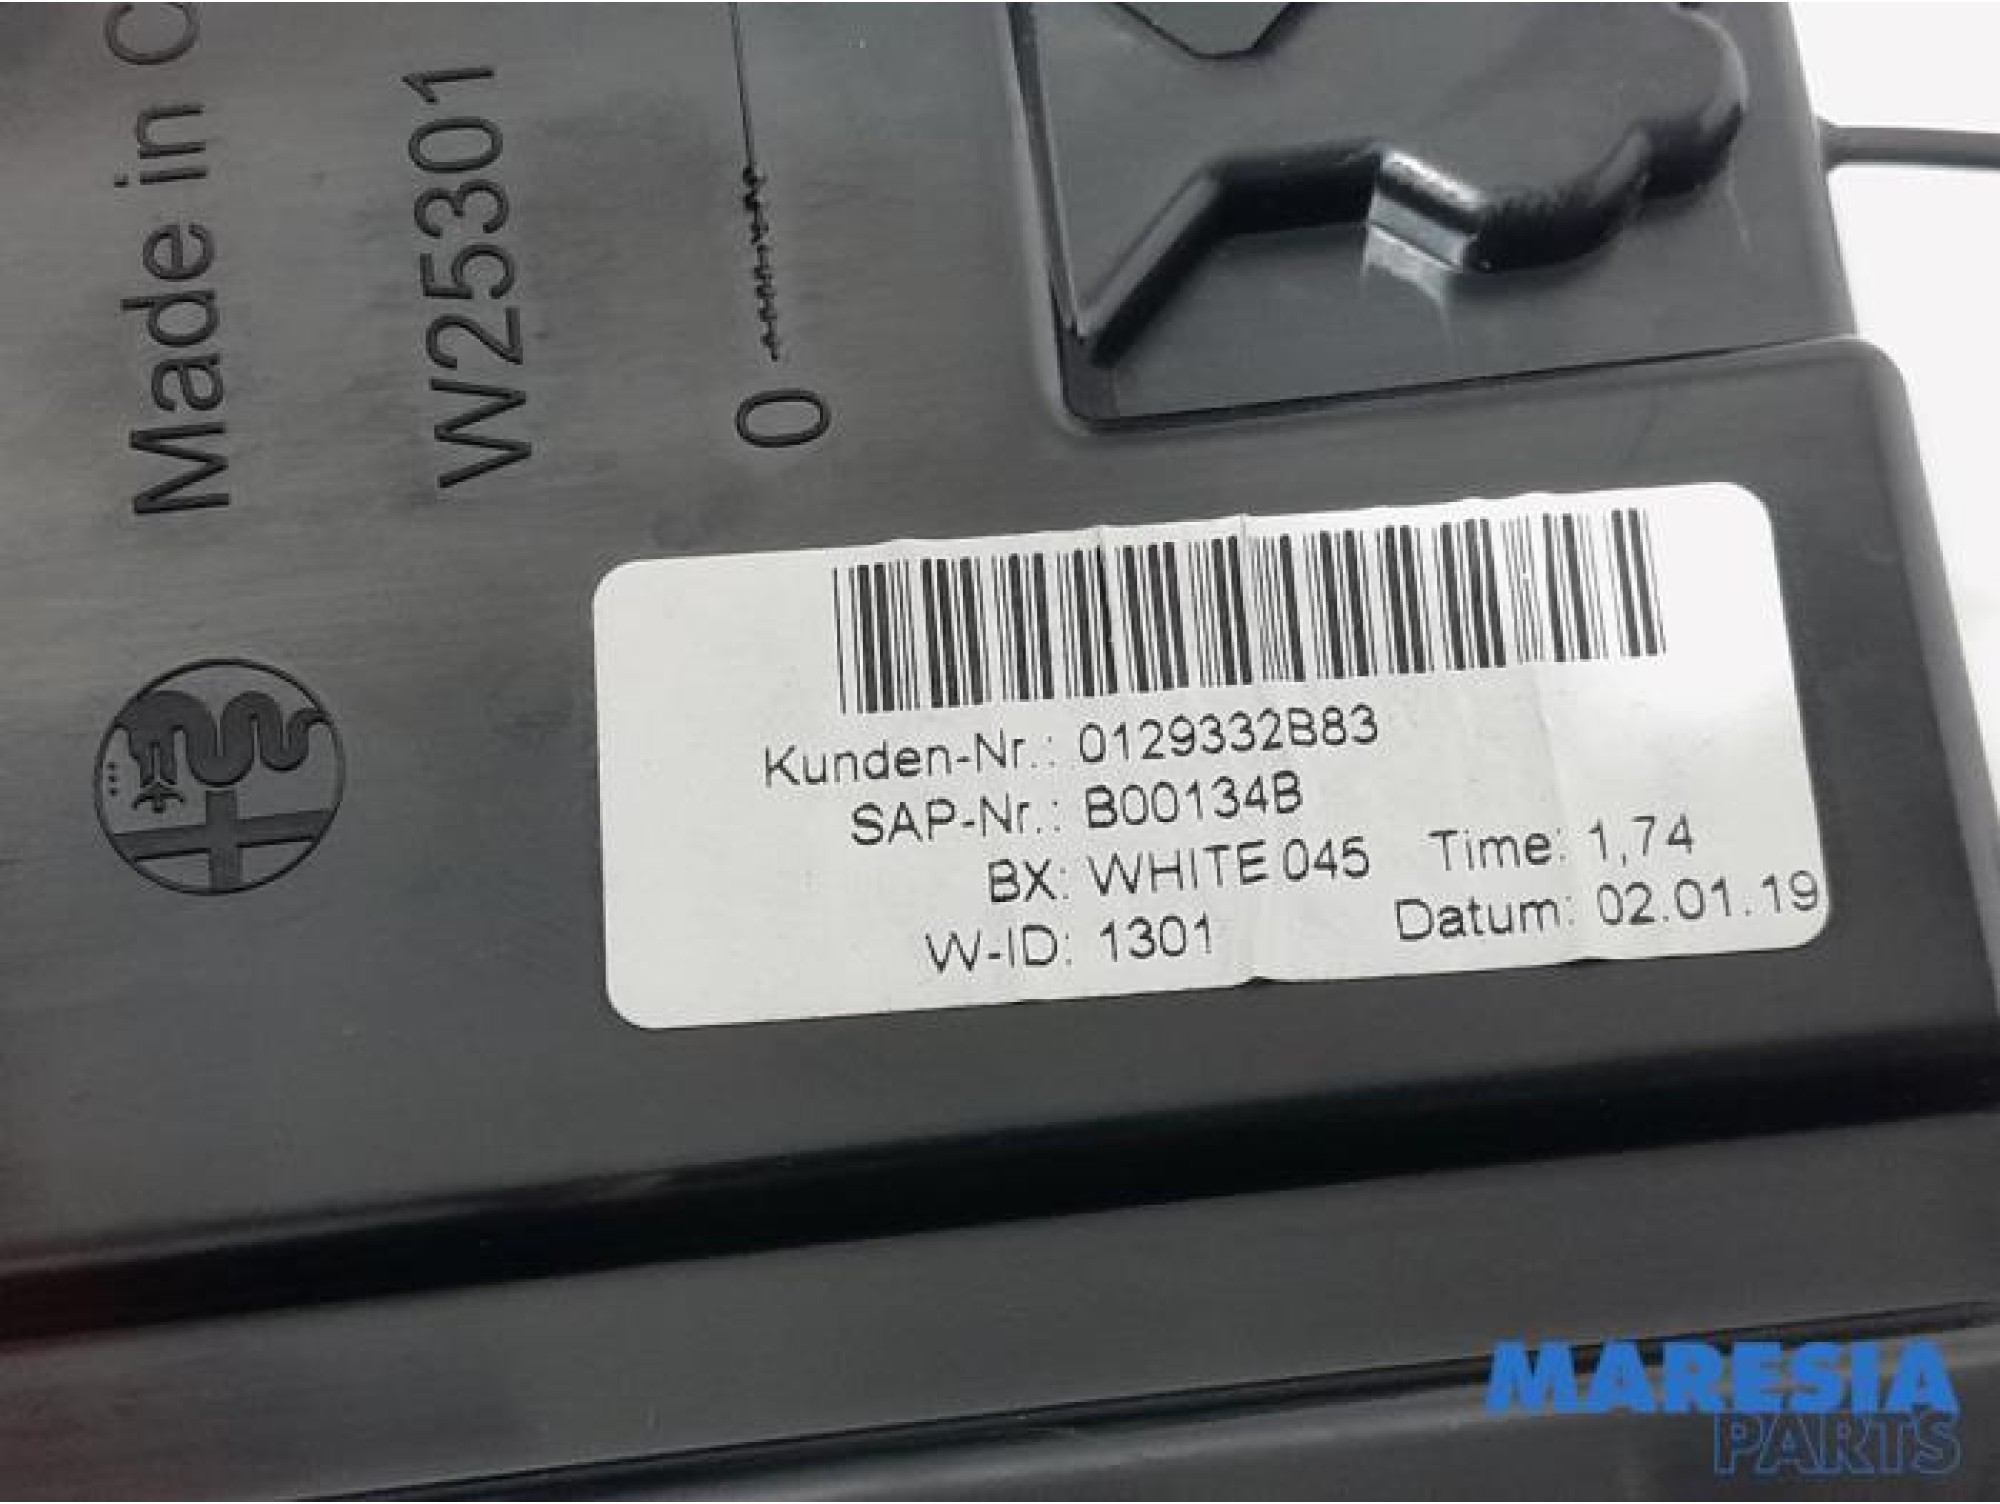 Made in
W25301
0
Kunden-Nr.: 0129332B83
SAP-Nr.: B00134B
BX: WHITE 045 Time: 1,74
W-ID: 1301 Datum: 02.01.19
MARESIA
PARTS